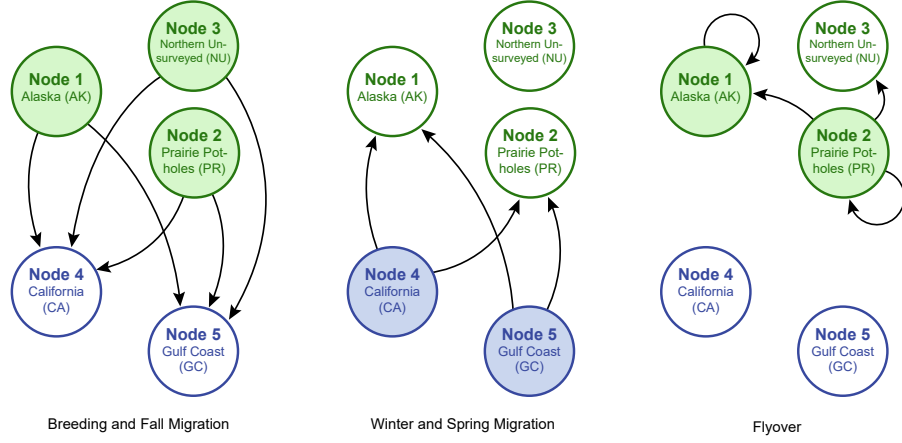 Node 3
Northern Un-
surveyed (NU)
Node 1
Alaska (AK)
Node 2
Prairie Pot-
holes (PR)
Node 4
California
(CA)
Node 5
Gulf Coast
(GC)
Breeding and Fall Migration
Node 3
Northern Un-
surveyed (NU)
Node 1
Alaska (AK)
Node 2
Prairie Pot-
holes (PR)
Node 4
California
(CA)
Node 5
Gulf Coast
(GC)
Winter and Spring Migration
Node 3
Northern Un-
surveyed (NU)
Node 1
Alaska (AK)
Node 2
Prairie Pot-
holes (PR)
Node 4
California
(CA)
Node 5
Gulf Coast
(GC)
Flyover